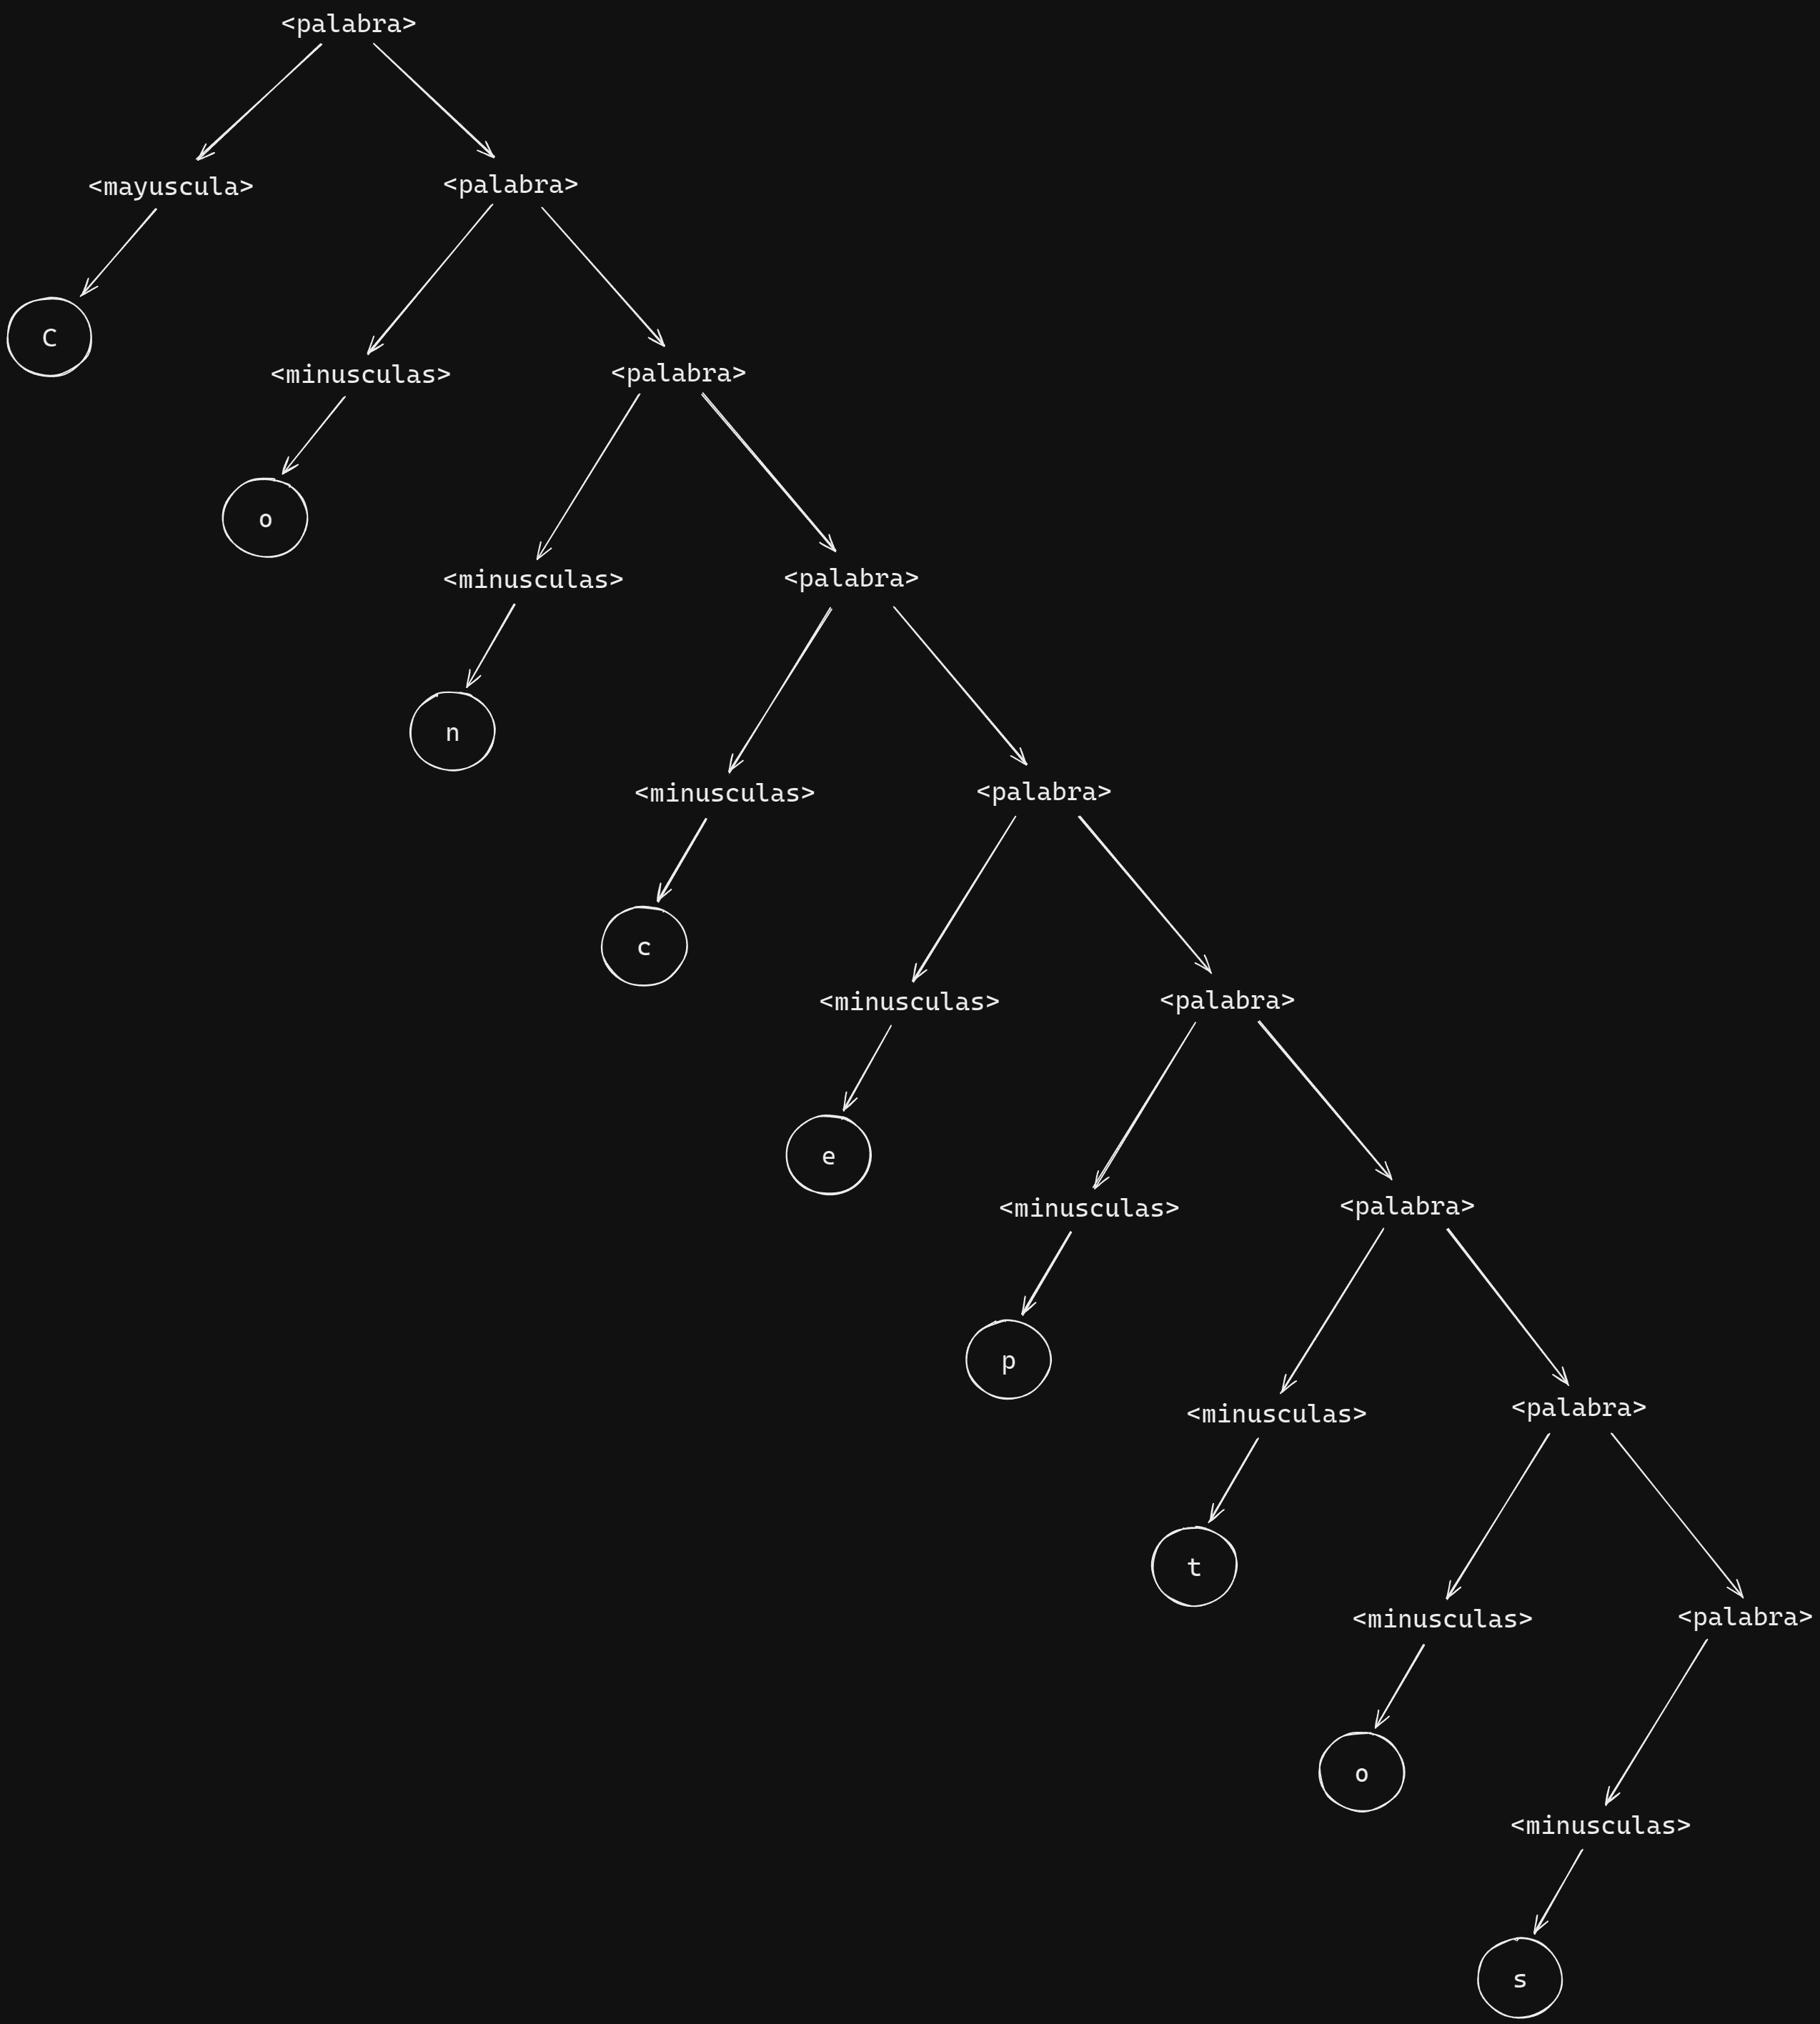 <palabra>
<mayuscula> <palabra>
C
<minusculas> <palabra>
o
<minusculas> <palabra>
n
<minusculas> <palabra>
c
<minusculas> <palabra>
e
<minusculas> <palabra>
p
<minusculas> <palabra>
t
<minusculas> <palabra>
o
<minusculas>
s